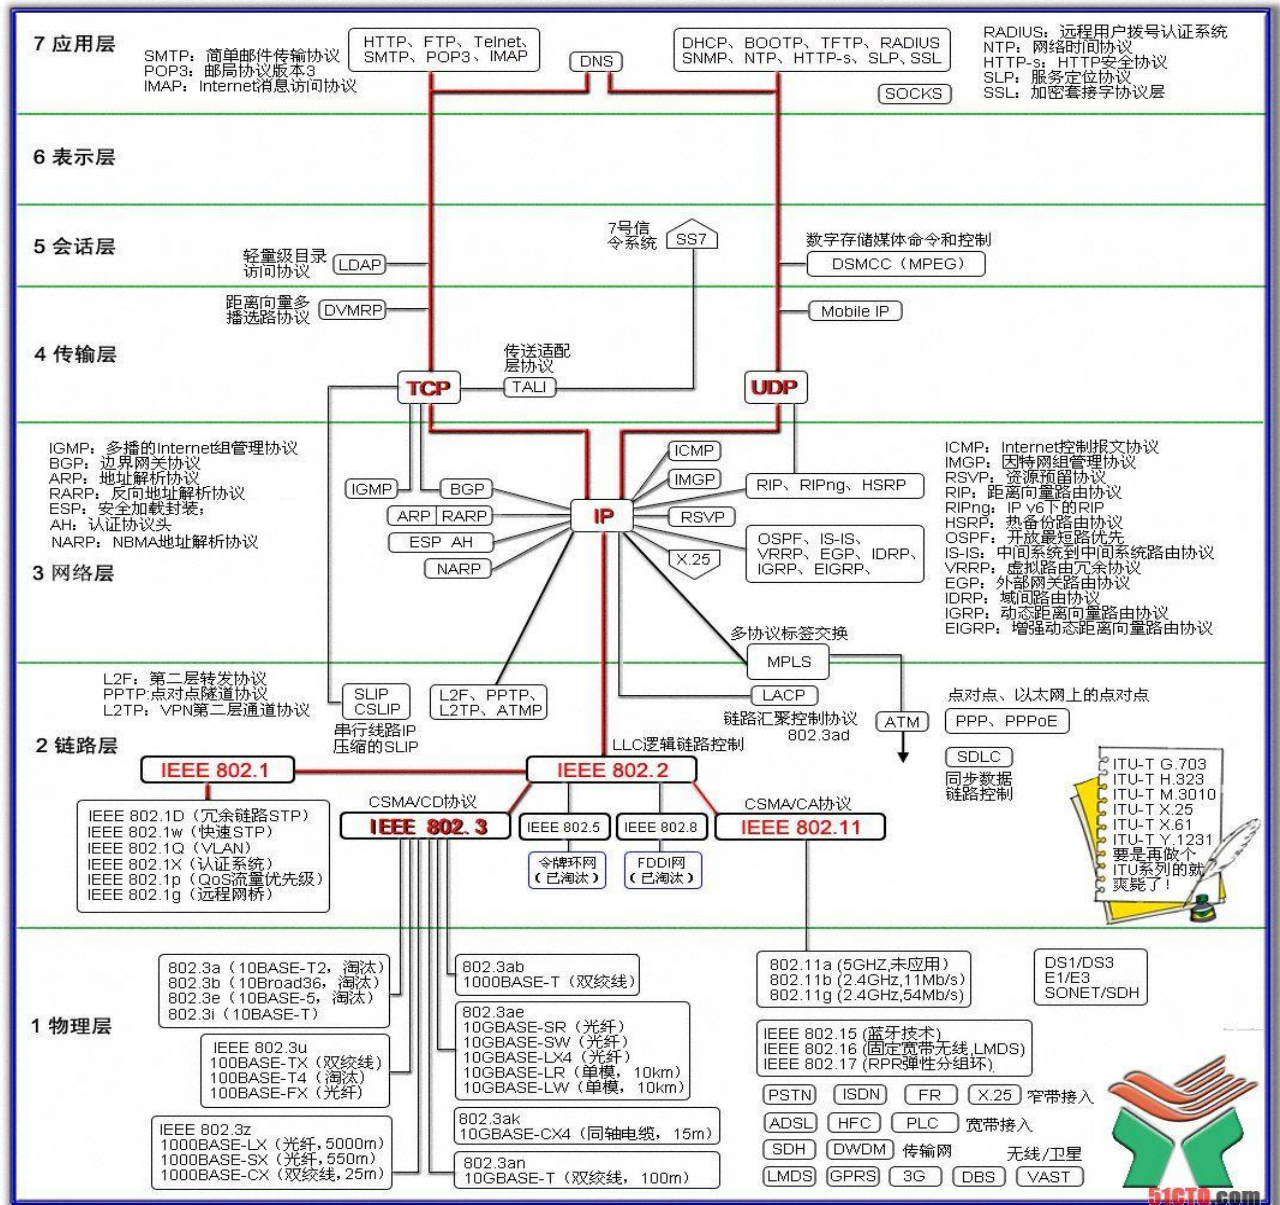 7 应用层
SMTP：简单邮件传输协议
POP3：邮局协议版本3
IMAP：Internet消息访问协议
HTTP、FTP、Telnet、
SMTP、POP3、IMAP
DNS
DHCP、BOOTP、TFTP、RADIUS
SNMP、NTP、HTTP-s、SLP、SSL
SOCKS
RADIUS：远程用户拨号认证系统
NTP：网络时间协议
HTTP-s：HTTP安全协议
SLP：服务定位协议
SSL：加密套接字协议层
6 表示层
5 会话层
轻量级目录
访问协议
LDAP
7号信
令系统
SS7
数字存储媒体命令和控制
DSMCC（MPEG）
4 传输层
距离向量多
播选路协议
DVMRP
Mobile IP
TCP
传送适配
层协议
TALI
UDP
3 网络层
IGMP：多播的Internet组管理协议
BGP：边界网关协议
ARP：地址解析协议
RARP：反向地址解析协议
ESP：安全加载封装；
AH：认证协议头
NARP：NBMA地址解析协议
IGMP
BGP
ARP
RARP
ESP AH
NARP
IP
ICMP
IMGP
RSVP
X.25
RIP、RIPng、HSRP
OSPF、IS-IS、
VRRP、EGP、IDRP、
IGRP、EIGRP、
ICMP：Internet控制报文协议
IMGP：因特网组管理协议
RSVP：资源预留协议
RIP：距离向量路由协议
RIPng：IP v6下的RIP
HSRP：热备份路由协议
OSPF：开放最短路优先
IS-IS：中间系统到中间系统路由协议
VRRP：虚拟路由冗余协议
EGP：外部网关路由协议
IDRP：域间路由协议
IGRP：动态距离向量路由协议
EIGRP：增强动态距离向量路由协议
多协议标签交换
MPLS
2 链路层
L2F：第二层转发协议
PPTP:点对点隧道协议
L2TP：VPN第二层通道协议
SLIP
CSLIP
串行线路IP
压缩的SLIP
L2F、PPTP、
L2TP、ATMP
LACP
链路汇聚控制协议
802.3ad
ATM
点对点、以太网上的点对点
PPP、PPPoE
SDLC
同步数据
链路控制
LLC逻辑链路控制
IEEE 802.1
IEEE 802.2
IEEE 802.1D（冗余链路STP）
IEEE 802.1w（快速STP）
IEEE 802.1Q（VLAN）
IEEE 802.1X（认证系统）
IEEE 802.1p（QoS流量优先级）
IEEE 802.1g（远程网桥）
CSMA/CD协议
IEEE 802.3
IEEE 802.5
IEEE 802.8
CSMA/CA协议
IEEE 802.11
令牌环网
（已淘汰）
FDDI网
（已淘汰）
ITU-T G.703
ITU-T H.323
ITU-T M.3010
ITU-T X.25
ITU-T X.61
ITU-T Y.1231
要是再做个
ITU系列的就
爽毙了！
1 物理层
802.3a（10BASE-T2，淘汰）
802.3b（10Broad36，淘汰）
802.3e（10BASE-5，淘汰）
802.3i（10BASE-T）
IEEE 802.3u
100BASE-TX（双绞线）
100BASE-T4（淘汰）
100BASE-FX（光纤）
IEEE 802.3z
1000BASE-LX（光纤,5000m）
1000BASE-SX（光纤,550m）
1000BASE-CX（双绞线,25m）
802.3ab
1000BASE-T（双绞线）
802.3ae
10GBASE-SR（光纤）
10GBASE-SW（光纤）
10GBASE-LX4（光纤）
10GBASE-LR（单模，10km）
10GBASE-LW（单模，10km）
802.3ak
10GBASE-CX4（同轴电缆，15m）
802.3an
10GBASE-T（双绞线，100m）
802.11a (5GHZ,未应用）
802.11b (2.4GHZ,11Mb/s)
802.11g (2.4GHZ,54Mb/s)
DS1/DS3
E1/E3
SONET/SDH
IEEE 802.15 (蓝牙技术)
IEEE 802.16 (固定宽带无线,LMDS)
IEEE 802.17 (RPR弹性分组环)
PSTN
ISDN
FR
X.25
窄带接入
ADSL
HFC
PLC
宽带接入
SDH
DWDM
传输网
无线/卫星
LMDS
GPRS
3G
DBS
VAST
51CTO.com